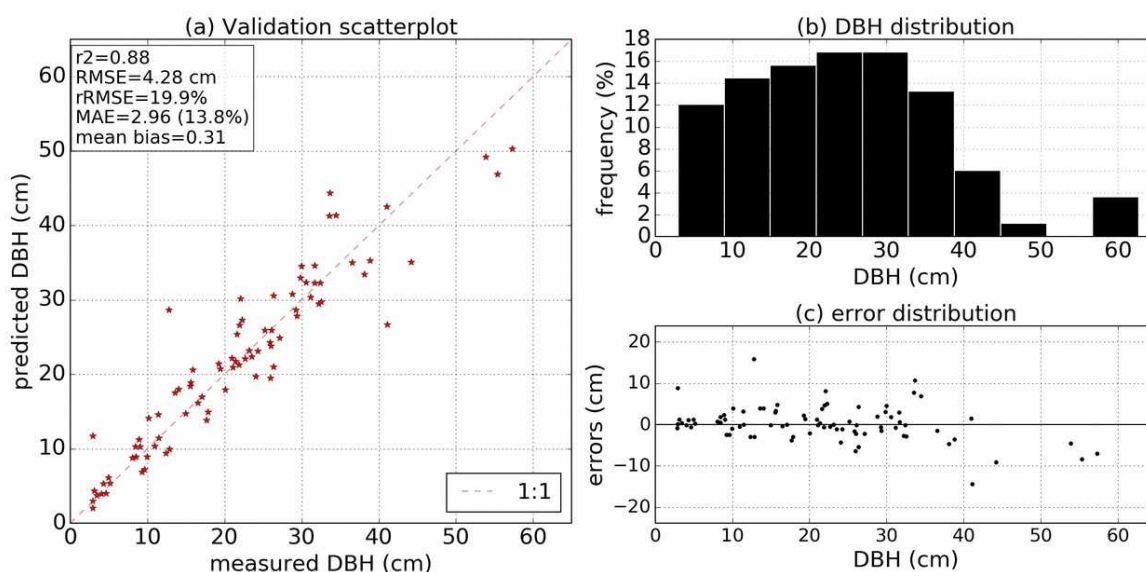 (a) Validation scatterplot
r2=0.88
RMSE=4.28 cm
rRMSE=19.9%
MAE=2.96 (13.8%)
mean bias=0.31
60
50
40
30
20
10
0
predicted DBH (cm)
1:1
0 10 20 30 40 50 60
measured DBH (cm)
(b) DBH distribution
18
16
14
12
10
8
6
4
2
0
frequency (%)
0 10 20 30 40 50 60
DBH (cm)
(c) error distribution
20
10
0
−10
−20
errors (cm)
0 10 20 30 40 50 60
DBH (cm)